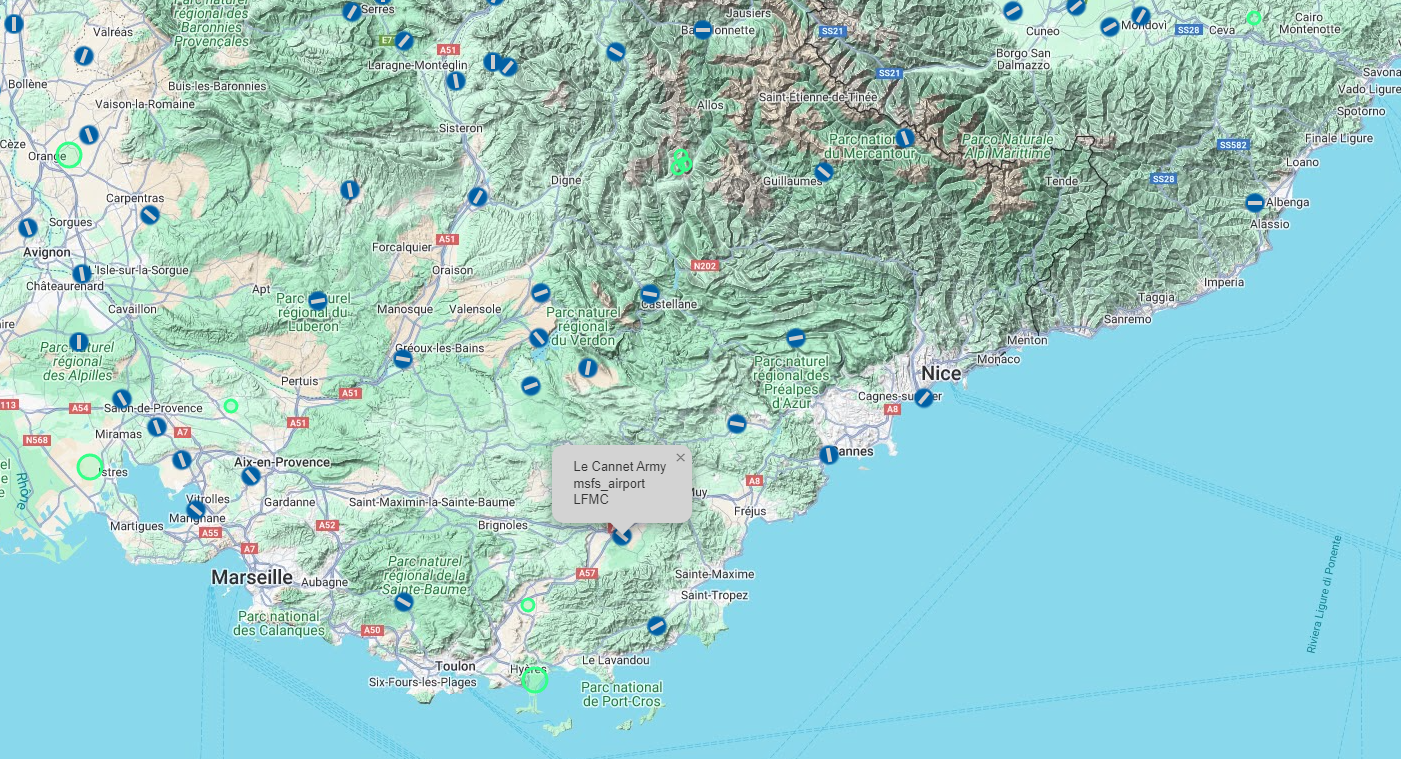 Parc naturel
régional des
Baronnies
Provençales
Serres
Jausiers
Valréas
E7
A51
Laragne-Montéglin
SS21
Cuneo
Mondovì
SS28
Ceva
Cairo
Montenotte
Borgo San
Dalmazzo
Bollène
Buis-les-Baronnies
SS21
Savona
Vaison-la-Romaine
Allos
Saint-Étienne-de-Tinée
Vado Ligure
Spotorno
Sisteron
Parc national
du Mercantour
Parco Naturale
Alpi Marittime
Finale Ligure
Cèze
Orange
SS582
Loano
Digne
Guillaumes
Tende
SS28
Carpentras
Albenga
Sorgues
Alassio
Avignon
Forcalquier
A51
L'Isle-sur-la-Sorgue
Oraison
N202
Châteaurenard
Apt
Imperia
Cavaillon
Parc naturel
régional du
Luberon
Manosque
Valensole
Castellane
Taggia
Parc naturel
régional
du Verdon
Sanremo
Parc naturel
régional
des Alpilles
Gréoux-les-Bains
Menton
Monaco
Parc naturel
régional des
Préalpes
d'Azur
Nice
Pertuis
A51
Cagnes-sur-Mer
113
A54
Salon-de-Provence
A8
N568
Miramas
A7
A51
Cannes
Aix-en-Provence
Istres
Le Cannet Army
msfs_airport
LFMC
×
A8
Muy
Rhône
Vitrolles
Gardanne
Saint-Maximin-la-Sainte-Baume
Fréjus
Martigues
Marignane
A55
A52
Brignoles
A7
Marseille
Aubagne
Parc naturel
régional de la
Sainte-Baume
A57
Sainte-Maxime
Saint-Tropez
Parc national
des Calanques
A50
Riviera Ligure di Ponente
Toulon
Hyères
Le Lavandou
Six-Fours-les-Plages
Parc national
de Port-Cros